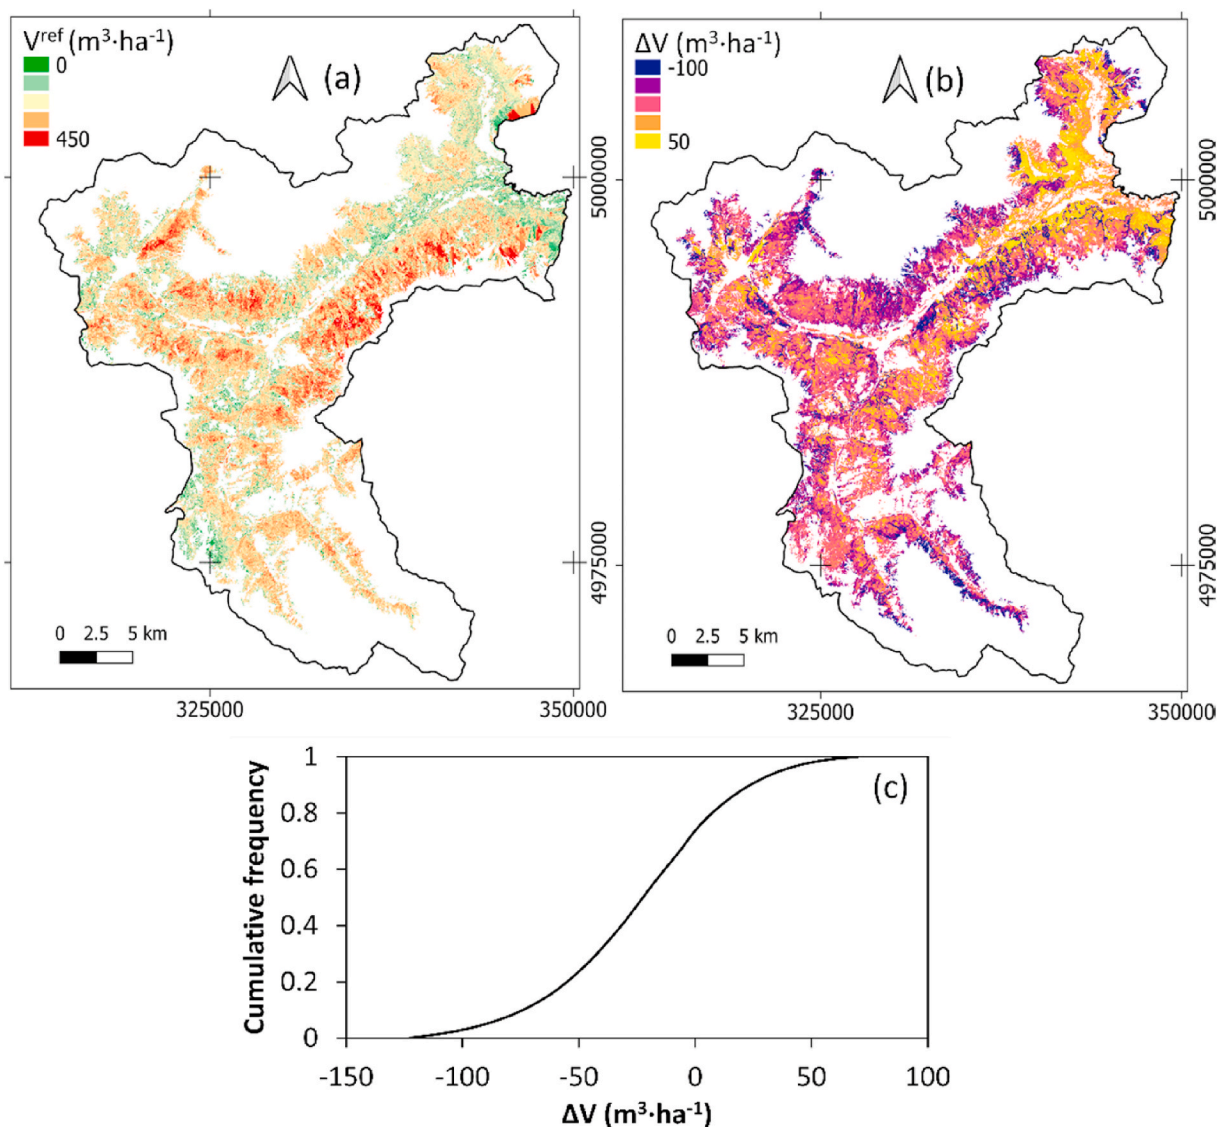 Vref (m³·ha⁻¹)
0
450
(a)
5000000
4975000
0 2.5 5 km
325000 350000
ΔV (m³·ha⁻¹)
-100
50
(b)
5000000
4975000
0 2.5 5 km
325000 350000
(c)
Cumulative frequency
1
0.8
0.6
0.4
0.2
0
-150 -100 -50 0 50 100
ΔV (m³·ha⁻¹)